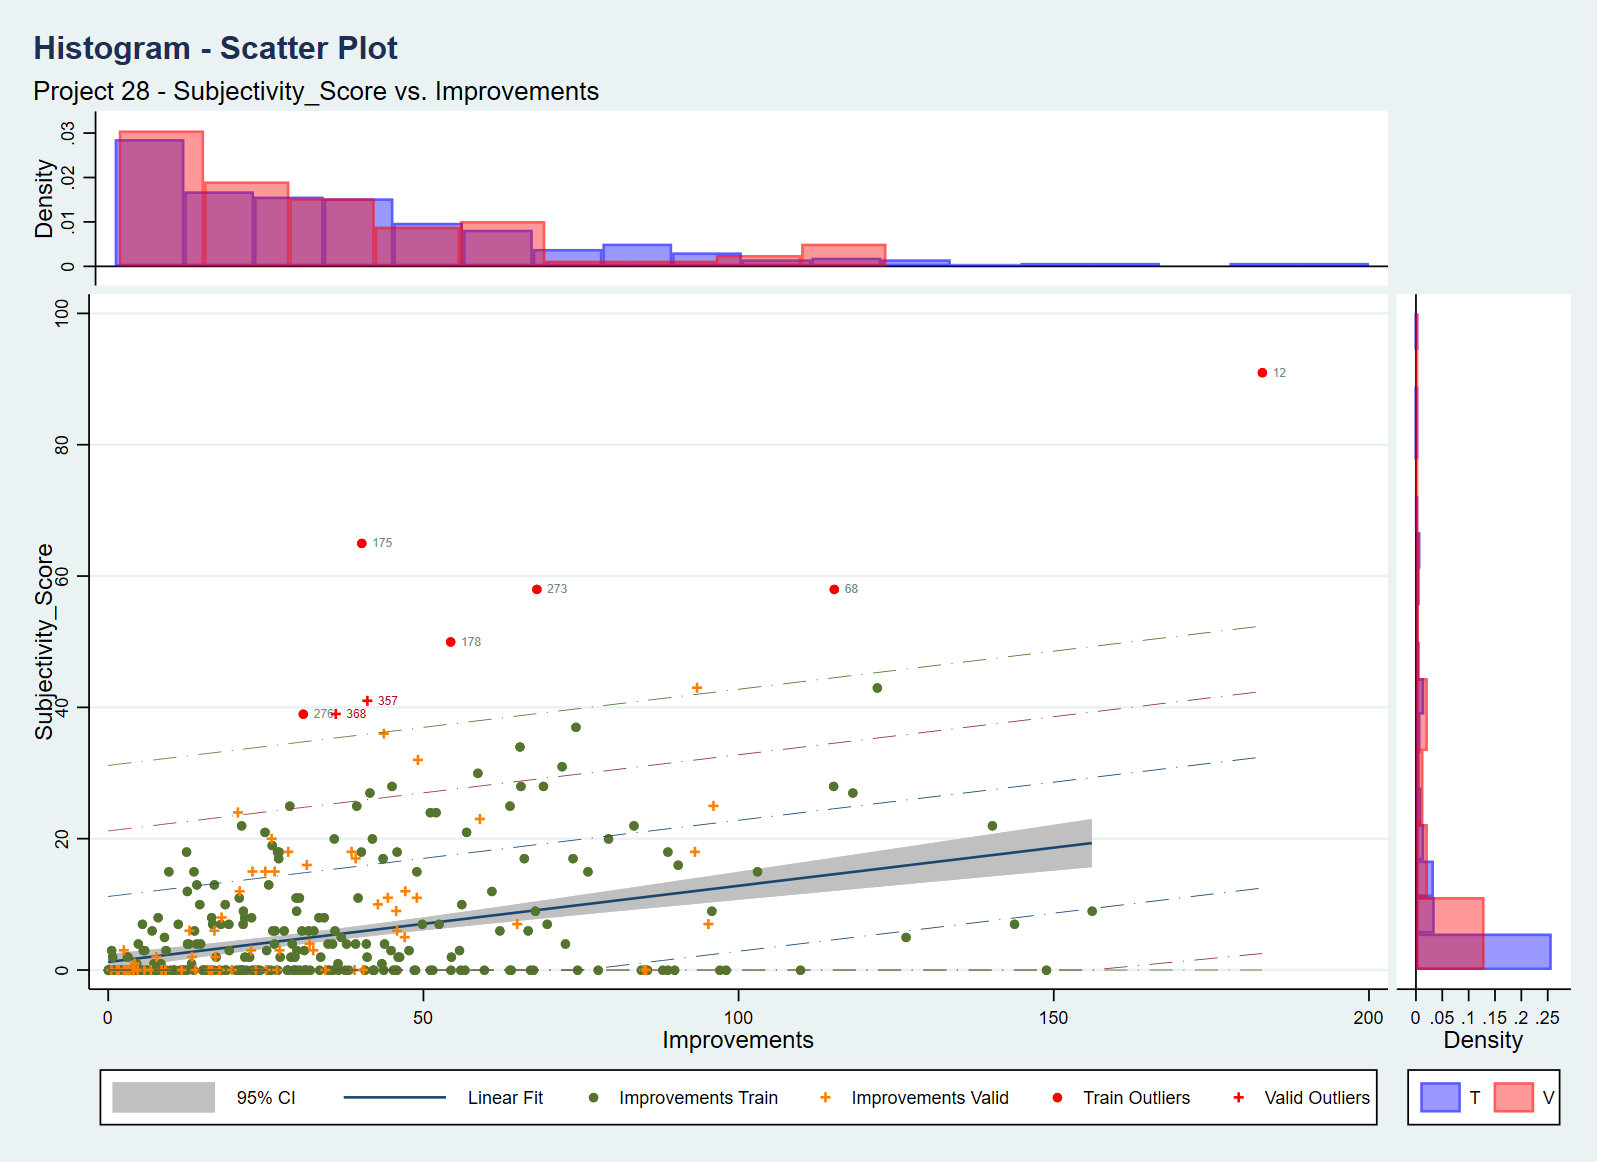 Histogram - Scatter Plot
Project 28 - Subjectivity_Score vs. Improvements
Density
0 .01 .02 .03
Subjectivity_Score
0 20 40 60 80 100
12
175
273
68
178
357
276
368
0 50 100 150 200
Improvements
0 .05 .1 .15 .2 .25
Density
95% CI Linear Fit Improvements Train Improvements Valid Train Outliers Valid Outliers
T V